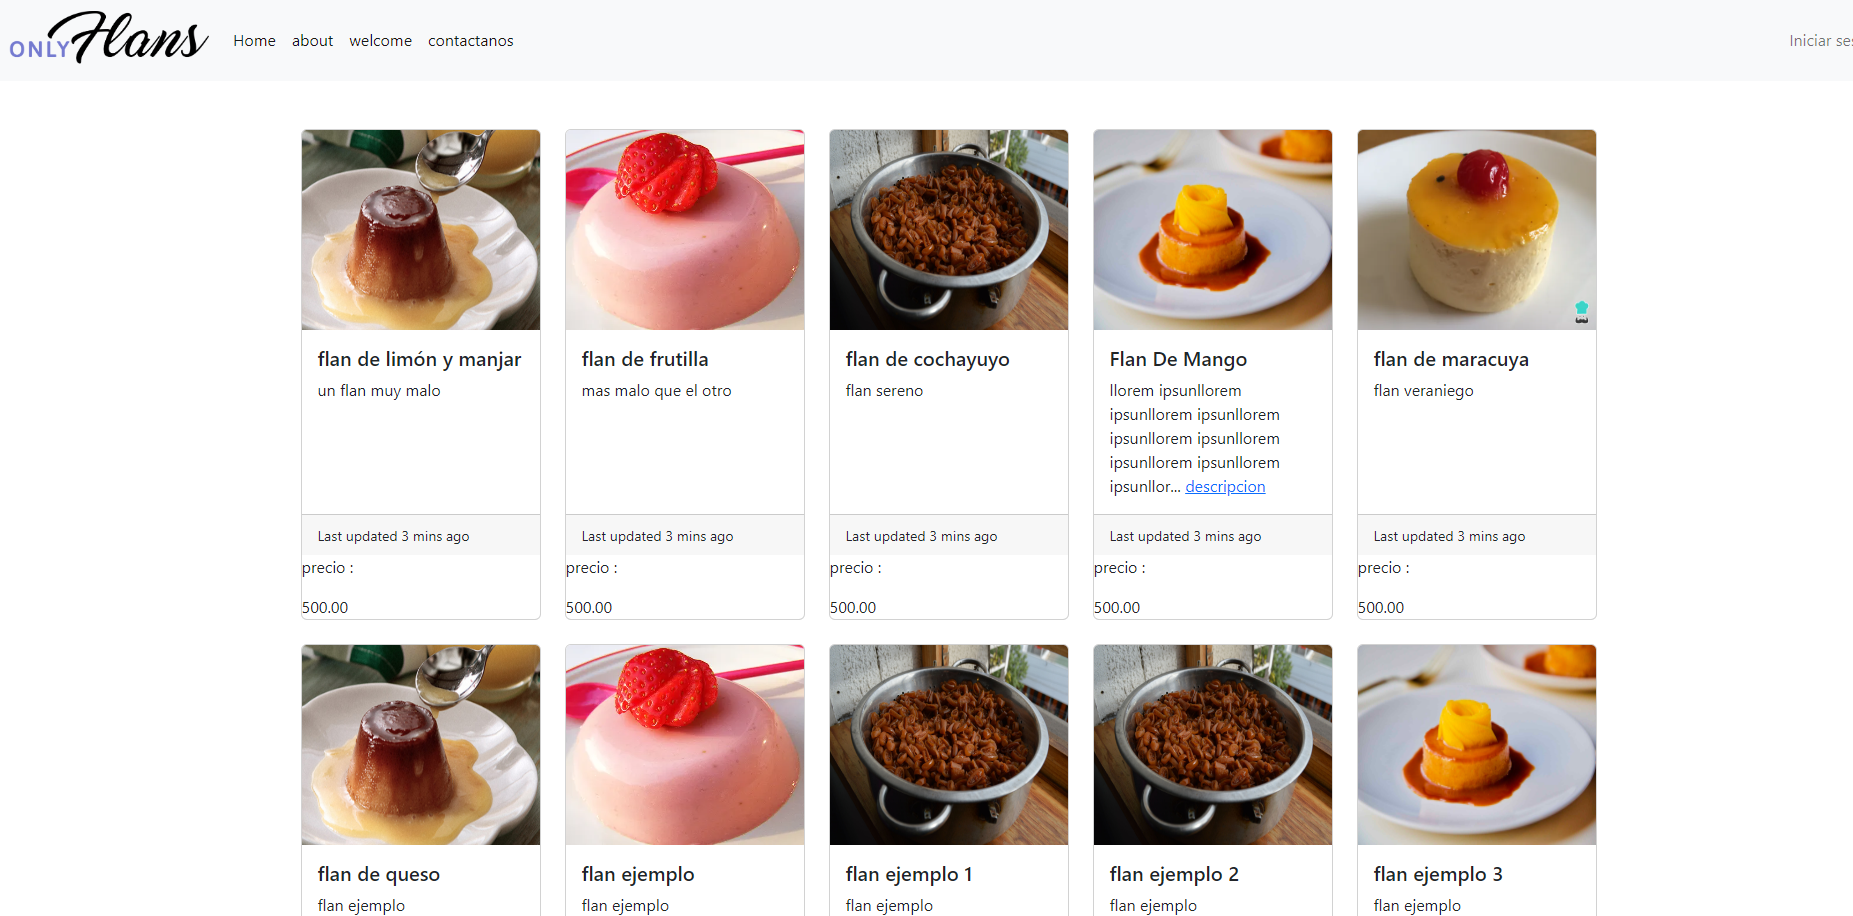 ONLY Flans
Home about welcome contactanos
Iniciar ses
flan de limón y manjar
un flan muy malo
Last updated 3 mins ago
precio :
500.00
flan de frutilla
mas malo que el otro
Last updated 3 mins ago
precio :
500.00
flan de cochayuyo
flan sereno
Last updated 3 mins ago
precio :
500.00
Flan De Mango
llorem ipsunllorem
ipsunllorem ipsunllorem
ipsunllorem ipsunllorem
ipsunllorem ipsunllorem
ipsunllor... descripcion
Last updated 3 mins ago
precio :
500.00
flan de maracuya
flan veraniego
Last updated 3 mins ago
precio :
500.00
flan de queso
flan ejemplo
flan ejemplo
flan ejemplo
flan ejemplo 1
flan ejemplo
flan ejemplo 2
flan ejemplo
flan ejemplo 3
flan ejemplo